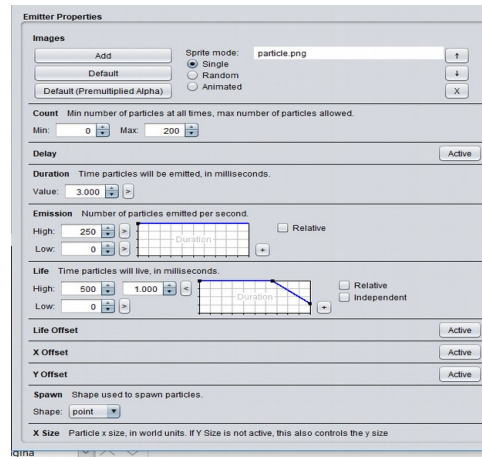 Emitter Properties
Images
Add
Default
Default (Premultiplied Alpha)
Sprite mode:
Single
Random
Animated
particle.png
X
Count Min number of particles at all times, max number of particles allowed.
Min: 0 Max: 200
Delay Active
Duration Time particles will be emitted, in milliseconds.
Value: 3.000 >
Emission Number of particles emitted per second.
High: 250 > Relative
Duration
Low: 0 > +
Life Time particles will live, in milliseconds.
High: 500 1.000 < Relative
Duration Independent
Low: 0 > +
Life Offset Active
X Offset Active
Y Offset Active
Spawn Shape used to spawn particles.
Shape: point
X Size Particle x size, in world units. If Y Size is not active, this also controls the y size
gina